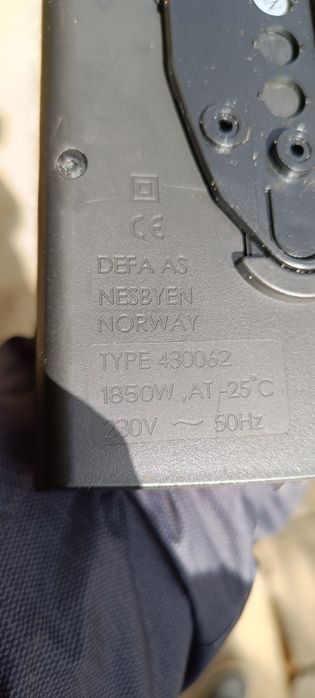 CE
DEFA AS
NESBYEN
NORWAY
TYPE 430062
1850W ,AT -25°C
230V ~ 50Hz